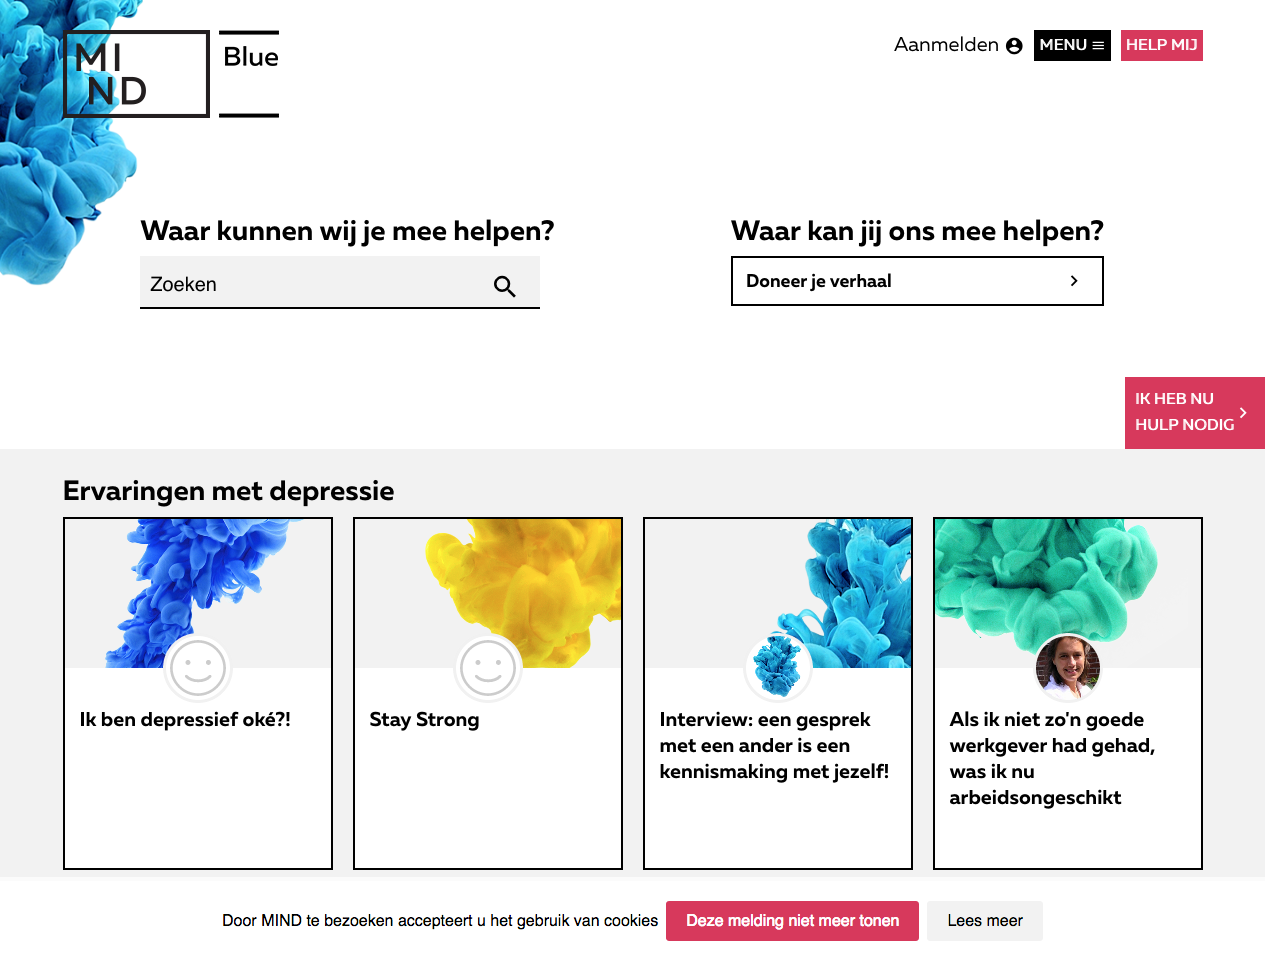 MI
ND
Blue
Aanmelden
MENU
HELP MIJ
Waar kunnen wij je mee helpen?
Zoeken
Waar kan jij ons mee helpen?
Doneer je verhaal
IK HEB NU
HULP NODIG
Ervaringen met depressie
Ik ben depressief oké?!
Stay Strong
Interview: een gesprek
met een ander is een
kennismaking met jezelf!
Als ik niet zo'n goede
werkgever had gehad,
was ik nu
arbeidsongeschikt
Door MIND te bezoeken accepteert u het gebruik van cookies
Deze melding niet meer tonen
Lees meer